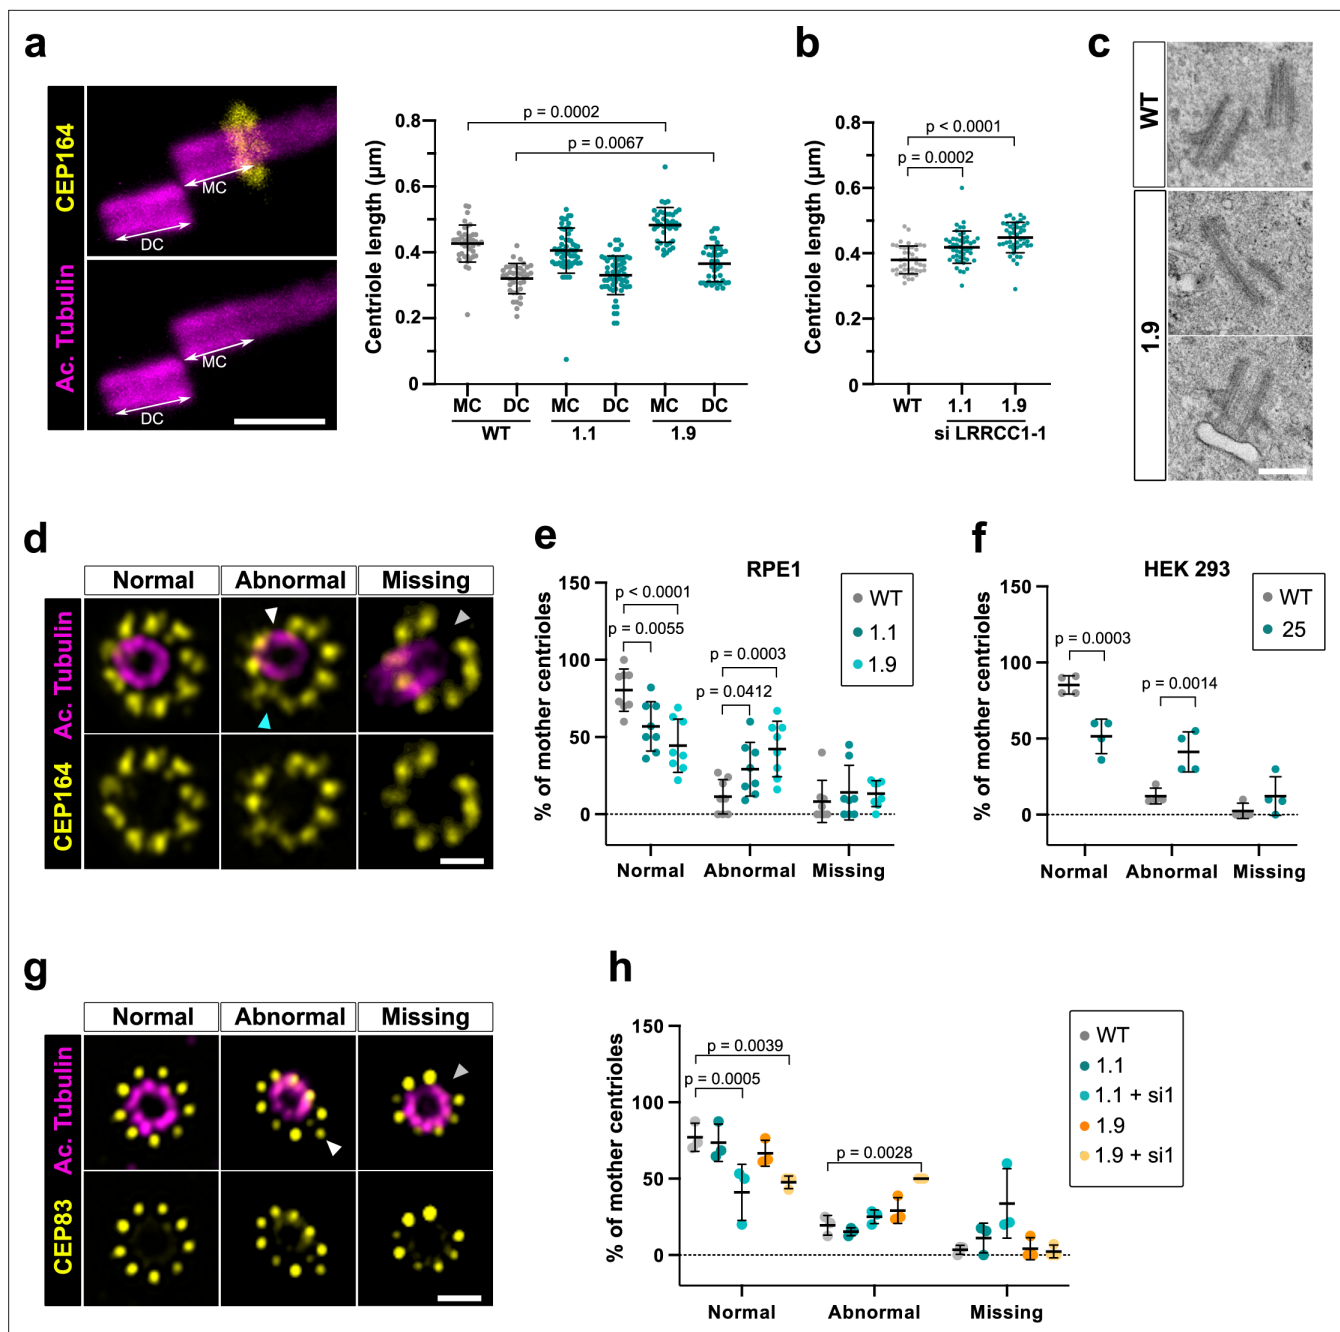 a
CEP164
Ac. Tubulin
MC
DC
MC
DC
Centriole length (µm)
0.8
0.6
0.4
0.2
0
p = 0.0002
p = 0.0067
MC DC MC DC MC DC
WT 1.1 1.9
b
Centriole length (µm)
0.8
0.6
0.4
0.2
0
p < 0.0001
p = 0.0002
WT 1.1 1.9
si LRRCC1-1
c
WT
1.9
d
Normal Abnormal Missing
Ac. Tubulin
CEP164
e
RPE1
% of mother centrioles
150
100
50
0
p < 0.0001
p = 0.0055
p = 0.0003
p = 0.0412
WT
1.1
1.9
Normal Abnormal Missing
f
HEK 293
% of mother centrioles
150
100
50
0
p = 0.0003
p = 0.0014
WT
25
Normal Abnormal Missing
g
Normal Abnormal Missing
Ac. Tubulin
CEP83
h
% of mother centrioles
150
100
50
0
p = 0.0039
p = 0.0005
p = 0.0028
WT
1.1
1.1 + si1
1.9
1.9 + si1
Normal Abnormal Missing